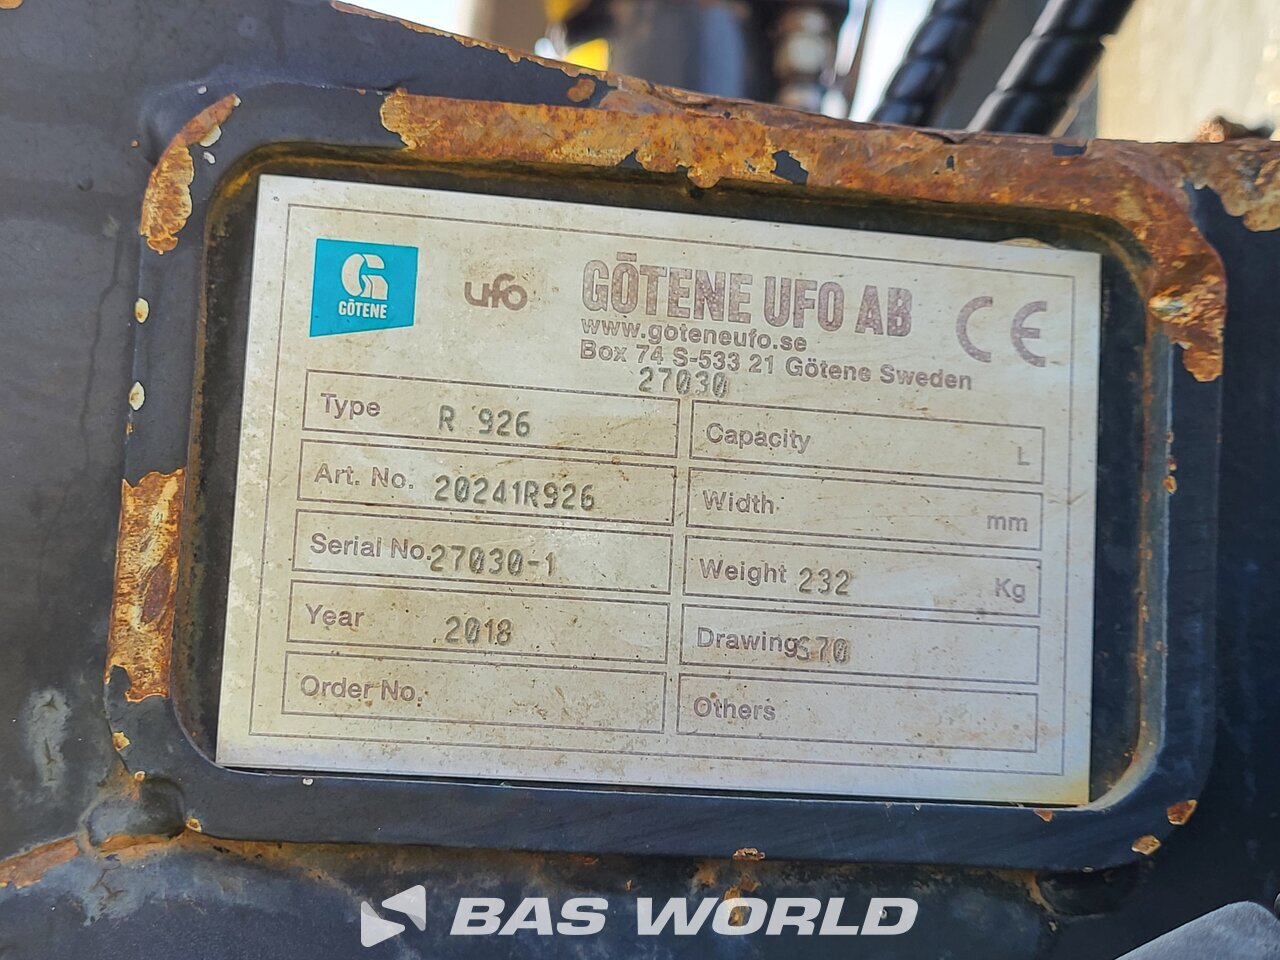 GÖTENE
ufo
GÖTENE UFO AB
www.goteneufo.se
Box 74 S-533 21 Götene Sweden
27030
CE
Type R 926
Capacity L
Art. No. 20241R926
Width mm
Serial No. 27030-1
Weight 232 Kg
Year 2018
Drawing S70
Order No.
Others
BAS WORLD